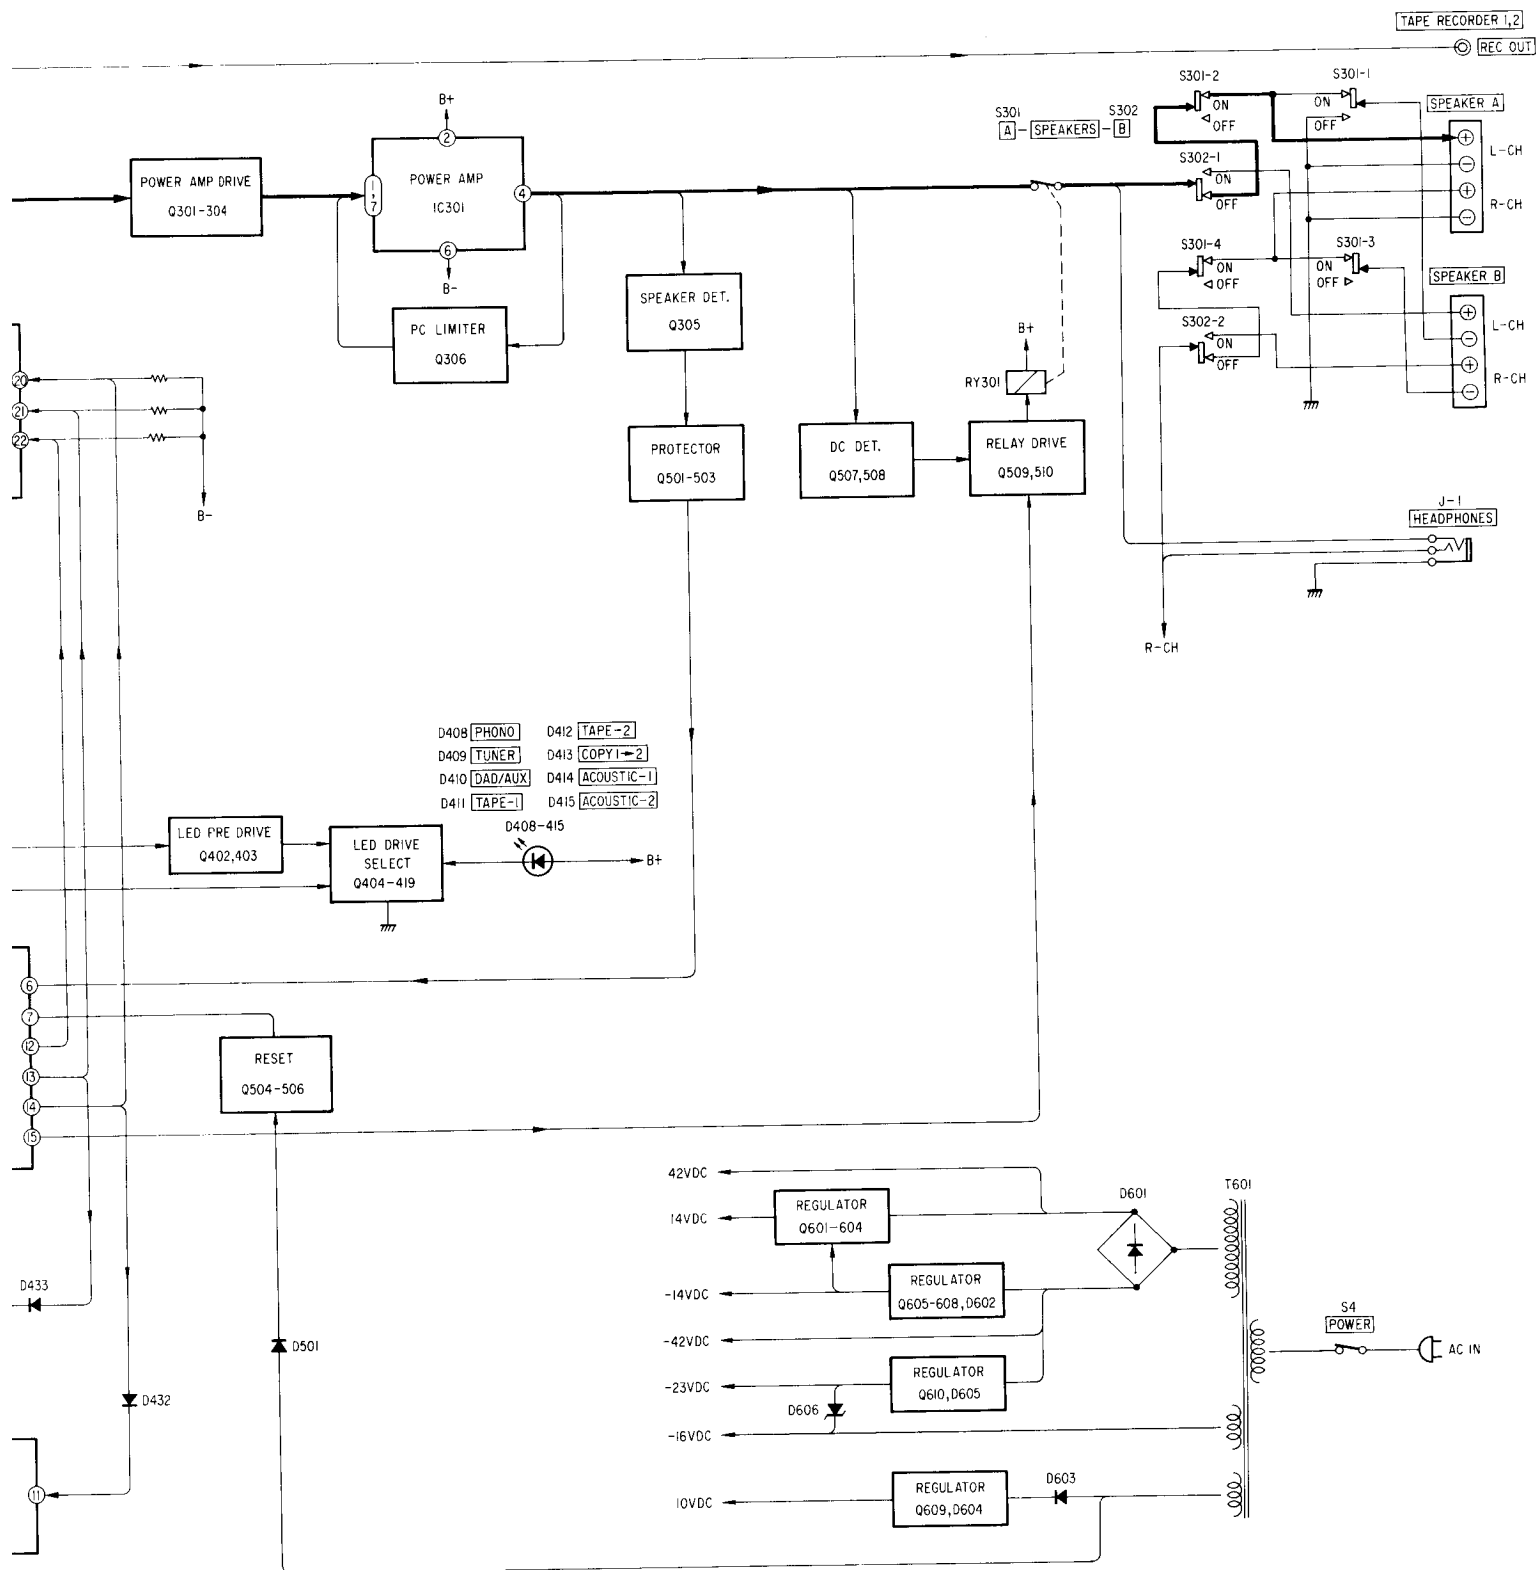 TAPE RECORDER 1,2
REC OUT
B+
S301 S302
A - SPEAKERS - B
S301-2
ON
OFF
S301-1
ON
OFF
SPEAKER A
+
L-CH
−
+
R-CH
−
POWER AMP DRIVE
Q301-304
1,7
2
POWER AMP
IC301
4
6
B-
S302-1
ON
OFF
S301-4
ON
OFF
S301-3
ON
OFF
SPEAKER B
+
L-CH
−
+
R-CH
−
S302-2
ON
OFF
PC LIMITER
Q306
SPEAKER DET.
Q305
B+
RY301
20
21
22
B-
PROTECTOR
Q501-503
DC DET.
Q507,508
RELAY DRIVE
Q509,510
J-1
HEADPHONES
R-CH
D408 PHONO
D409 TUNER
D410 DAD/AUX
D411 TAPE-1
D412 TAPE-2
D413 COPY 1→2
D414 ACOUSTIC-1
D415 ACOUSTIC-2
D408-415
B+
LED PRE DRIVE
Q402,403
LED DRIVE
SELECT
Q404-419
6
7
12
13
14
15
RESET
Q504-506
42VDC
14VDC
REGULATOR
Q601-604
D601
T601
-14VDC
REGULATOR
Q605-608,D602
-42VDC
-23VDC
REGULATOR
Q610,D605
D606
-16VDC
10VDC
REGULATOR
Q609,D604
D603
S4
POWER
AC IN
D433
D501
D432
11